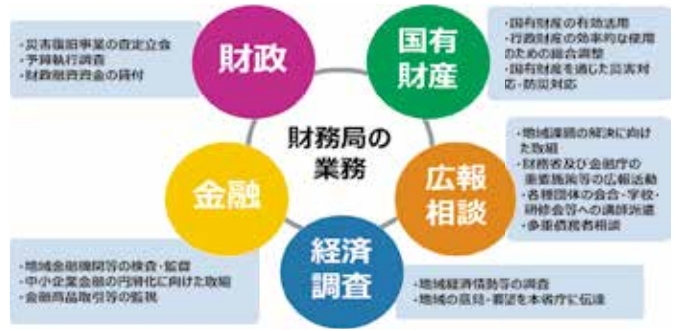 財政
・災害復旧事業の査定立会
・予算執行調査
・財政融資資金の貸付
国有
財産
・国有財産の有効活用
・行政財産の効率的な使用
のための総合調整
・国有財産を通じた災害対
応・防災対応
財務局の
業務
広報
相談
・地域課題の解決に向け
た取組
・財務省及び金融庁の
重要施策等の広報活動
・各種団体の会合・学校・
研修会等への講師派遣
・多重債務者相談
金融
・地域金融機関等の検査・監督
・中小企業金融の円滑化に向けた取組
・金融商品取引等の監視
経済
調査
・地域経済情勢等の調査
・地域の意見・要望を本省庁に伝達